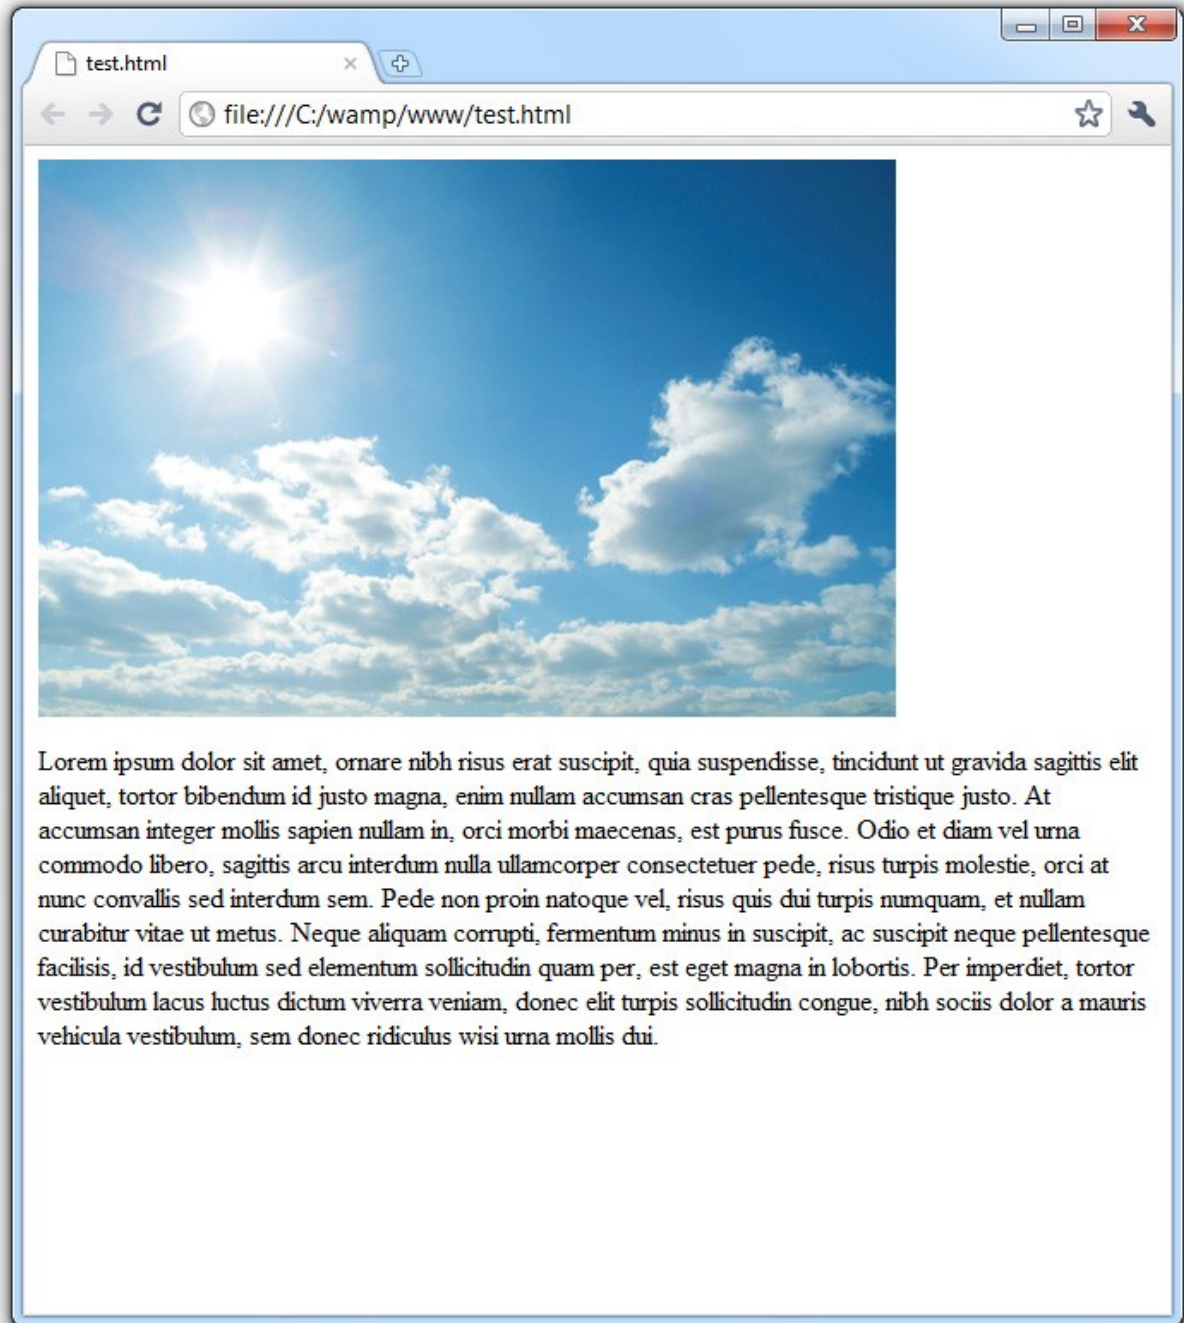 test.html
file:///C:/wamp/www/test.html
Lorem ipsum dolor sit amet, ornare nibh risus erat suscipit, quia suspendisse, tincidunt ut gravida sagittis elit
aliquet, tortor bibendum id justo magna, enim nullam accumsan cras pellentesque tristique justo. At
accumsan integer mollis sapien nullam in, orci morbi maecenas, est purus fusce. Odio et diam vel urna
commodo libero, sagittis arcu interdum nulla ullamcorper consectetuer pede, risus turpis molestie, orci at
nunc convallis sed interdum sem. Pede non proin natoque vel, risus quis dui turpis numquam, et nullam
curabitur vitae ut metus. Neque aliquam corrupti, fermentum minus in suscipit, ac suscipit neque pellentesque
facilisis, id vestibulum sed elementum sollicitudin quam per, est eget magna in lobortis. Per imperdiet, tortor
vestibulum lacus luctus dictum viverra veniam, donec elit turpis sollicitudin congue, nibh sociis dolor a mauris
vehicula vestibulum, sem donec ridiculus wisi urna mollis dui.